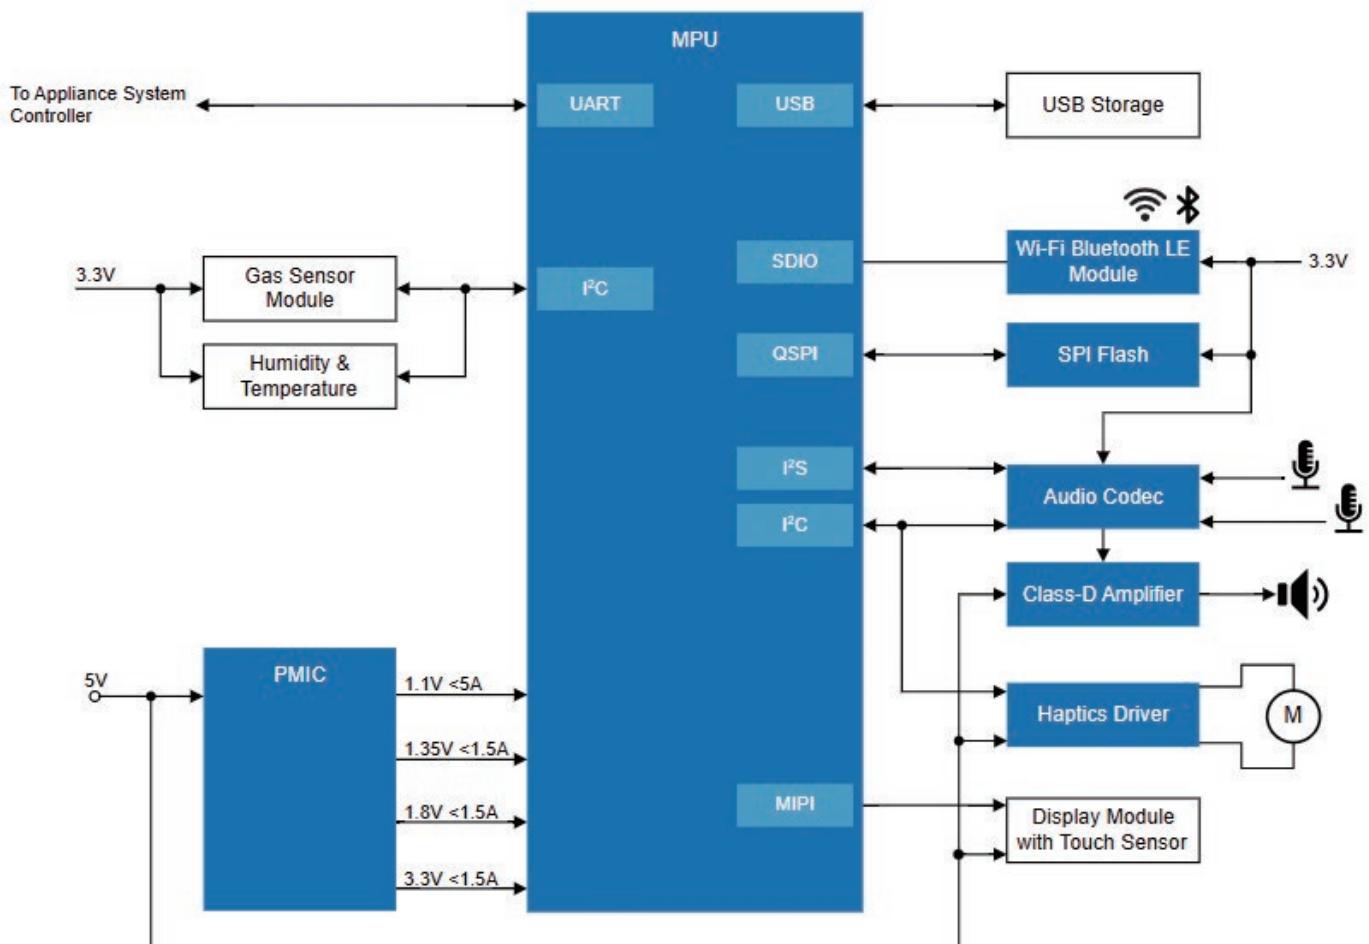 MPU
To Appliance System
Controller
UART
USB
USB Storage
SDIO
Wi-Fi Bluetooth LE
Module
3.3V
3.3V
Gas Sensor
Module
I²C
Humidity &
Temperature
QSPI
SPI Flash
I²S
Audio Codec
I²C
Class-D Amplifier
5V
PMIC
1.1V <5A
1.35V <1.5A
1.8V <1.5A
3.3V <1.5A
Haptics Driver
M
MIPI
Display Module
with Touch Sensor